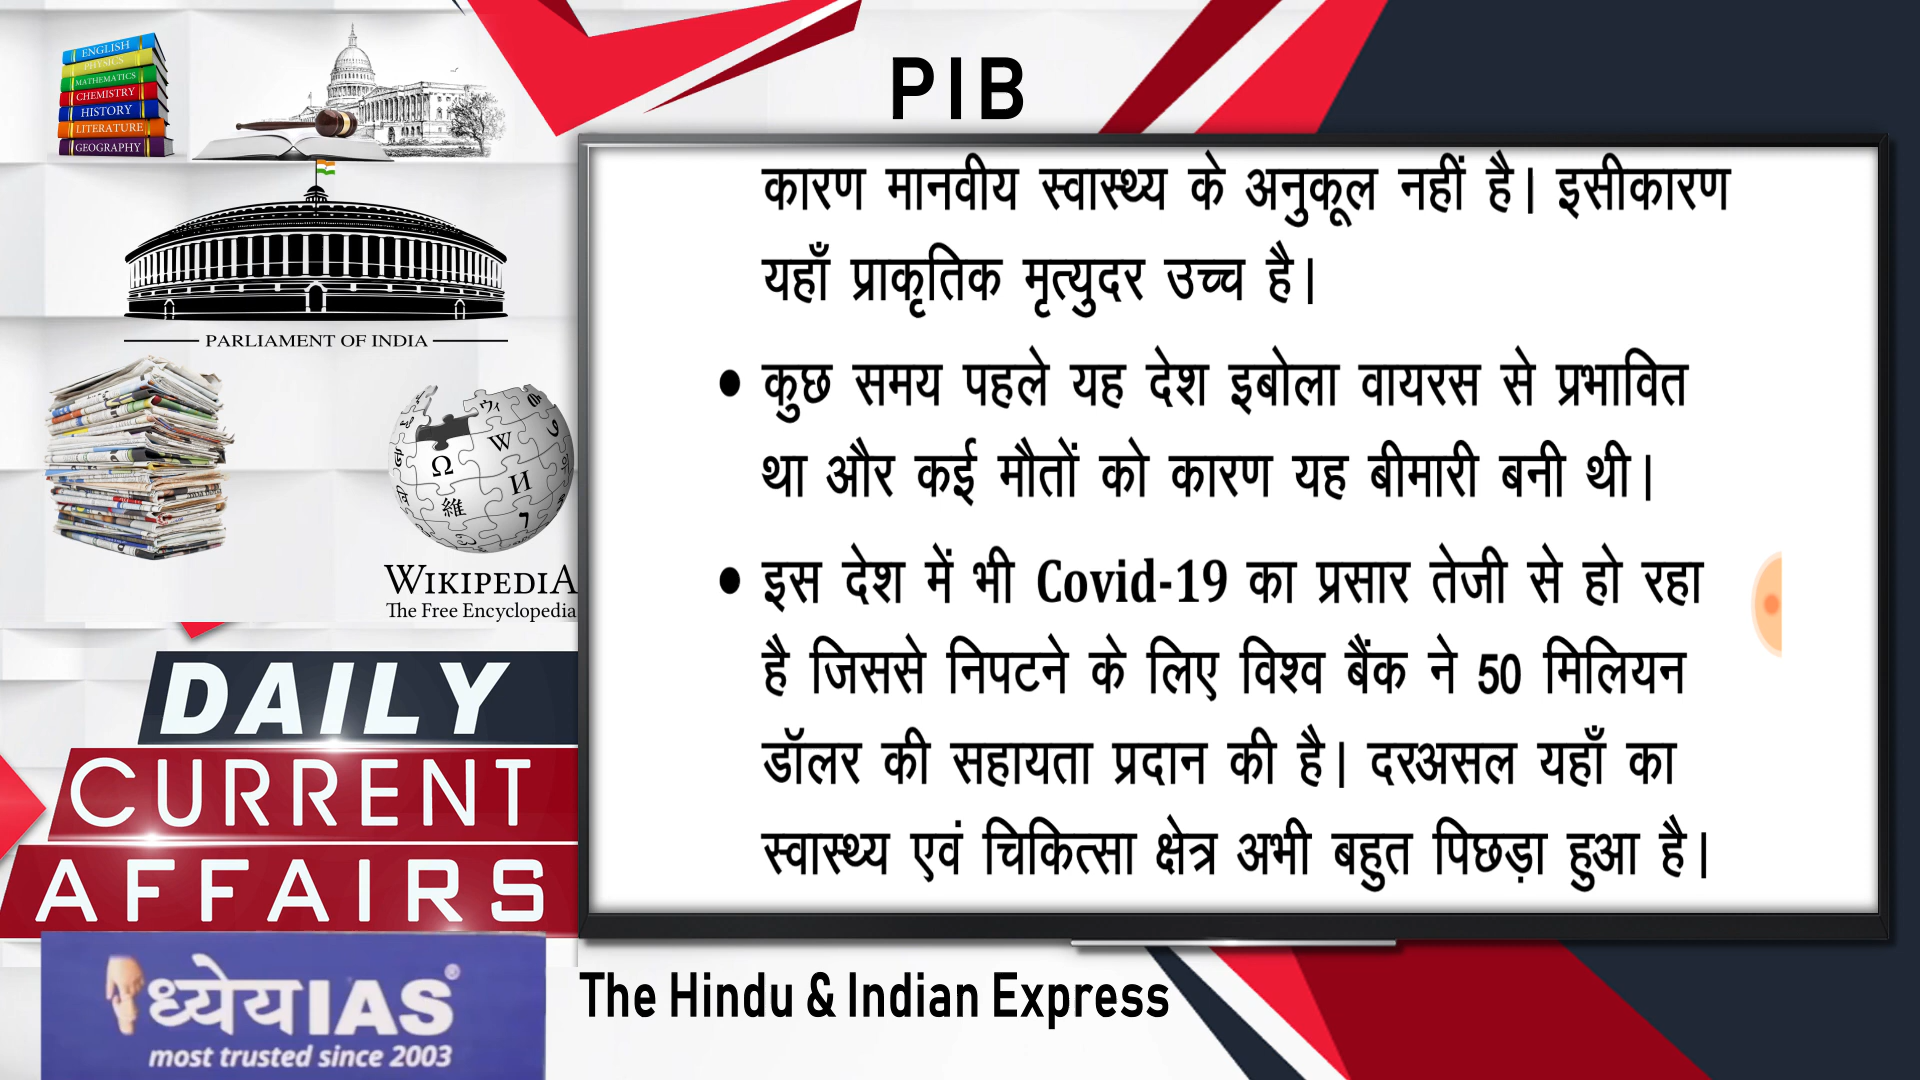 ENGLISH
PHYSICS
MATHEMATICS
CHEMISTRY
HISTORY
LITERATURE
GEOGRAPHY
PARLIAMENT OF INDIA
Ω
W
И
維
ウィ
WIKIPEDIA
The Free Encyclopedia
DAILY
CURRENT
AFFAIRS
ध्येयIAS®
most trusted since 2003
PIB
कारण मानवीय स्वास्थ्य के अनुकूल नहीं है। इसीकारण
यहाँ प्राकृतिक मृत्युदर उच्च है।
• कुछ समय पहले यह देश इबोला वायरस से प्रभावित
था और कई मौतों को कारण यह बीमारी बनी थी।
• इस देश में भी Covid-19 का प्रसार तेजी से हो रहा
है जिससे निपटने के लिए विश्व बैंक ने 50 मिलियन
डॉलर की सहायता प्रदान की है। दरअसल यहाँ का
स्वास्थ्य एवं चिकित्सा क्षेत्र अभी बहुत पिछड़ा हुआ है।
The Hindu & Indian Express